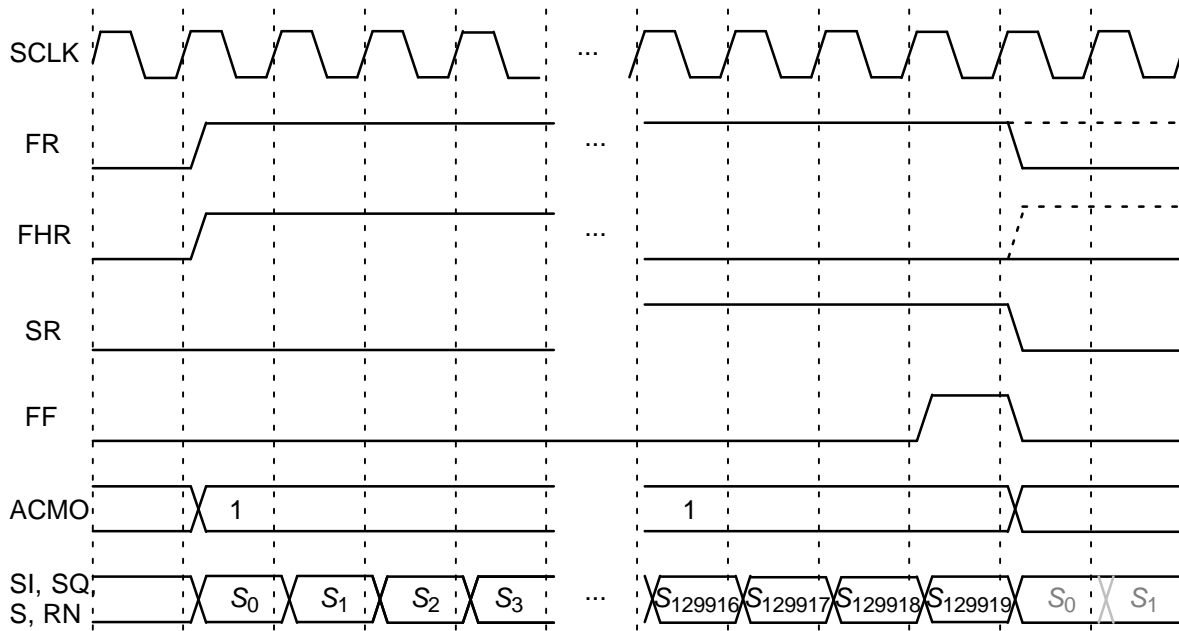 SCLK ...
FR ...
FHR ...
SR
FF
ACMO 1 1
SI, SQ S0 S1 S2 S3 ... S129916 S129917 S129918 S129919 S0 S1
S, RN